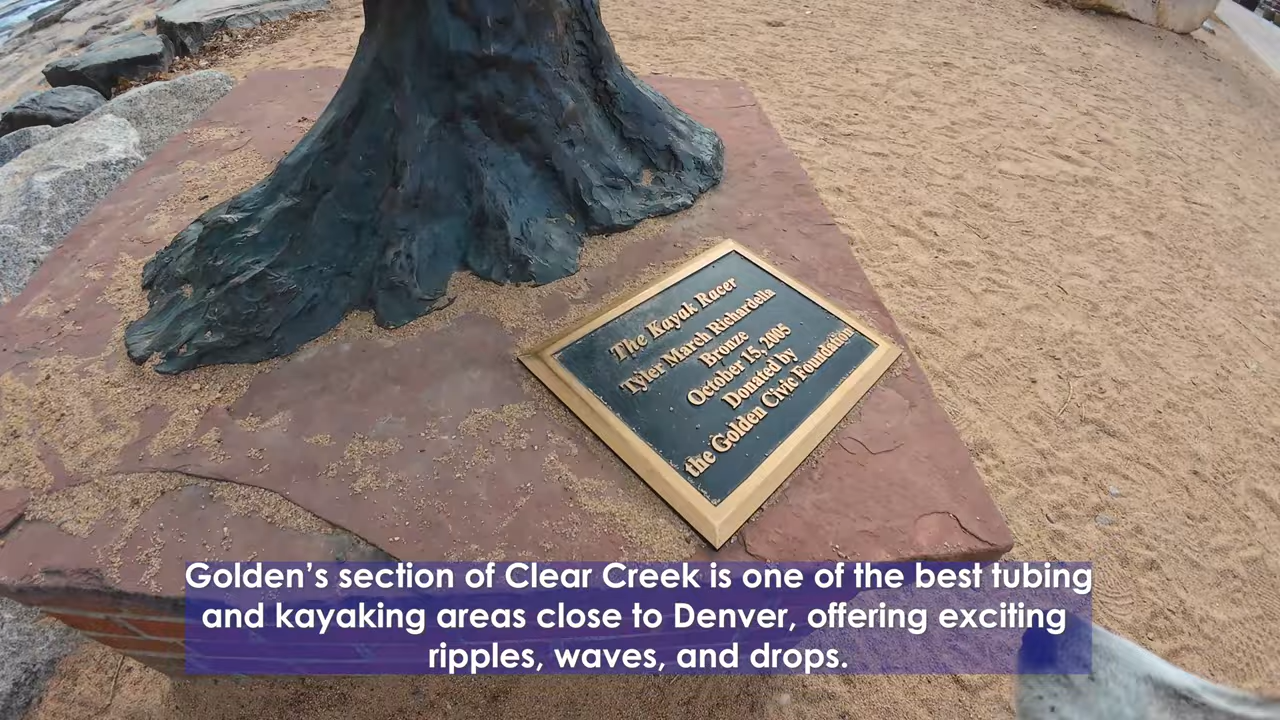 The Kayak Racer
Tyler March Richardella
Bronze
October 15, 2005
Donated by
the Golden Civic Foundation
Golden’s section of Clear Creek is one of the best tubing
and kayaking areas close to Denver, offering exciting
ripples, waves, and drops.